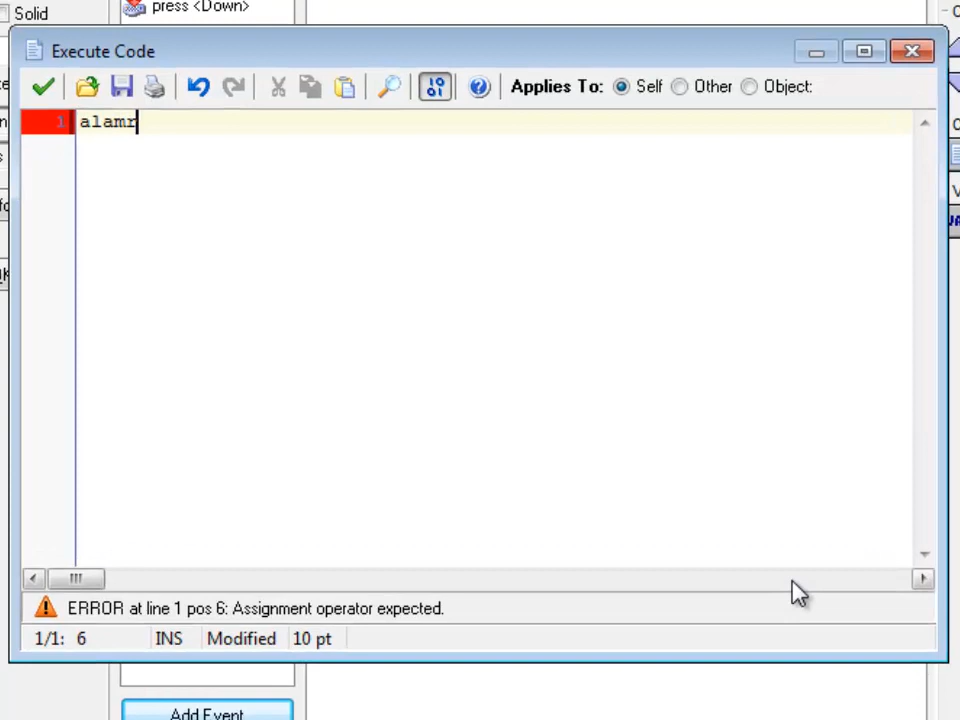 Solid
press <Down>
Execute Code
Applies To: Self Other Object:
1 alamr
ERROR at line 1 pos 6: Assignment operator expected.
1/1: 6 INS Modified 10 pt
Add Event